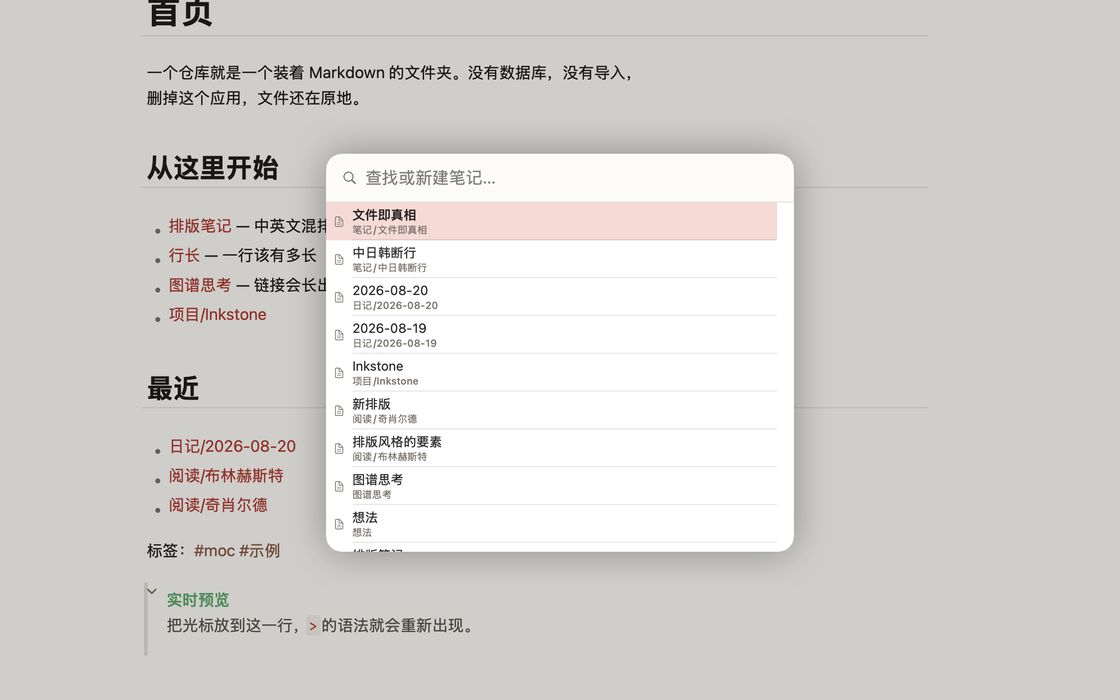 首页
一个仓库就是一个装着 Markdown 的文件夹。没有数据库，没有导入，
删掉这个应用，文件还在原地。
从这里开始
排版笔记 — 中英文混排
行长 — 一行该有多长
图谱思考 — 链接会长出
项目/Inkstone
最近
日记/2026-08-20
阅读/布林赫斯特
阅读/奇肖尔德
标签：#moc #示例
实时预览
把光标放到这一行，> 的语法就会重新出现。
查找或新建笔记...
文件即真相
笔记/文件即真相
中日韩断行
笔记/中日韩断行
2026-08-20
日记/2026-08-20
2026-08-19
日记/2026-08-19
Inkstone
项目/Inkstone
新排版
阅读/奇肖尔德
排版风格的要素
阅读/布林赫斯特
图谱思考
图谱思考
想法
想法